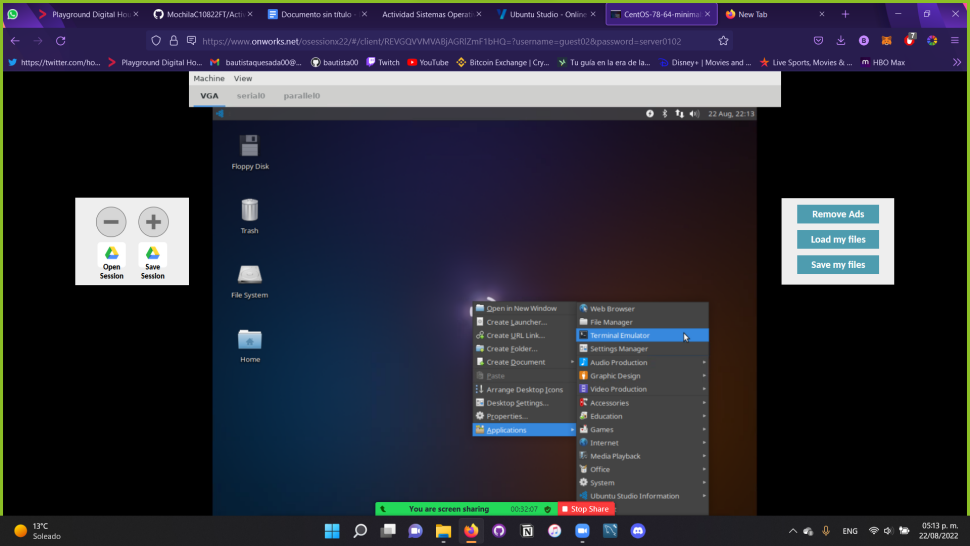 Playground Digital Hou
MochilaC10822FT/Activi
Documento sin título -
Actividad Sistemas Operati
Ubuntu Studio - Online
CentOS-78-64-minimal
New Tab
https://www.onworks.net/osessionx22/#/client/REVGQVVMVABjAGRlZmF1bHQ=?username=guest02&password=server0102
7
https://twitter.com/ho...
Playground Digital Ho...
bautistaquesada00@...
bautista00
Twitch
YouTube
Bitcoin Exchange | Cry...
Tu guía en la era de la...
Disney+ | Movies and ...
Live Sports, Movies & ...
HBO Max
Machine View
VGA serial0 parallel0
22 Aug, 22:13
Floppy Disk
Trash
File System
Home
Open Session
Save Session
Remove Ads
Load my files
Save my files
Open in New Window
Create Launcher...
Create URL Link...
Create Folder...
Create Document
Paste
Arrange Desktop Icons
Desktop Settings...
Properties...
Applications
Web Browser
File Manager
Terminal Emulator
Settings Manager
Audio Production
Graphic Design
Video Production
Accessories
Education
Games
Internet
Media Playback
Office
System
Ubuntu Studio Information
You are screen sharing 00:32:07 Stop Share
13°C
Soleado
ENG
05:13 p. m.
22/08/2022